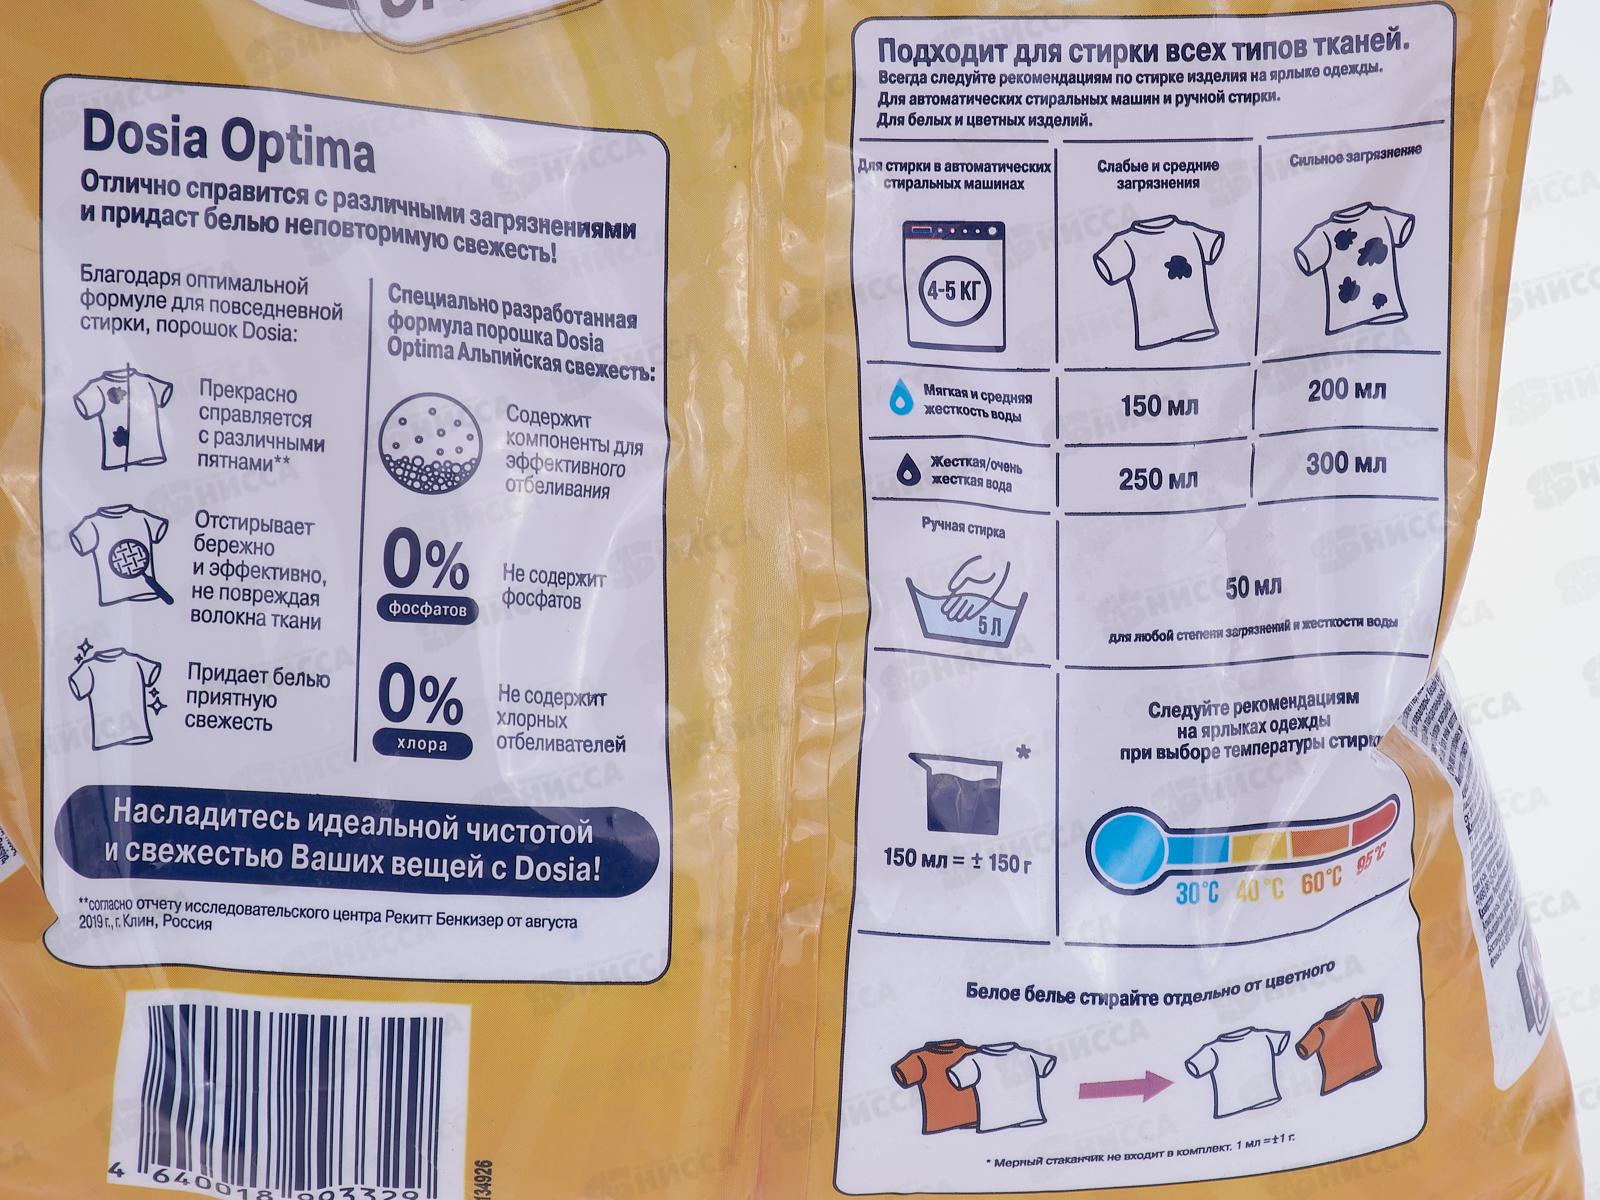 Dosia Optima
Отлично справится с различными загрязнениями
и придаст белью неповторимую свежесть!
Благодаря оптимальной
формуле для повседневной
стирки, порошок Dosia:
Прекрасно
справляется
с различными
пятнами**
Отстирывает
бережно
и эффективно,
не повреждая
волокна ткани
Придает белью
приятную
свежесть
Специально разработанная
формула порошка Dosia
Optima Альпийская свежесть:
Содержит
компоненты для
эффективного
отбеливания
0%
фосфатов
Не содержит
фосфатов
0%
хлора
Не содержит
хлорных
отбеливателей
Насладитесь идеальной чистотой
и свежестью Ваших вещей с Dosia!
**согласно отчету исследовательского центра Рекитт Бенкизер от августа
2019 г., г. Клин, Россия
4 640018 903329
134926
Подходит для стирки всех типов тканей.
Всегда следуйте рекомендациям по стирке изделия на ярлыке одежды.
Для автоматических стиральных машин и ручной стирки.
Для белых и цветных изделий.
Для стирки в автоматических
стиральных машинах
Слабые и средние
загрязнения
Сильное загрязнение
4-5 КГ
Мягкая и средняя
жесткость воды
150 мл
200 мл
Жесткая/очень
жесткая вода
250 мл
300 мл
Ручная стирка
5 Л
50 мл
для любой степени загрязнений и жесткости воды
*
150 мл = ± 150 г
Следуйте рекомендациям
на ярлыках одежды
при выборе температуры стирки
30°C 40°C 60°C 95°C
Белое белье стирайте отдельно от цветного
* Мерный стаканчик не входит в комплект. 1 мл =±1 г.
НИССА